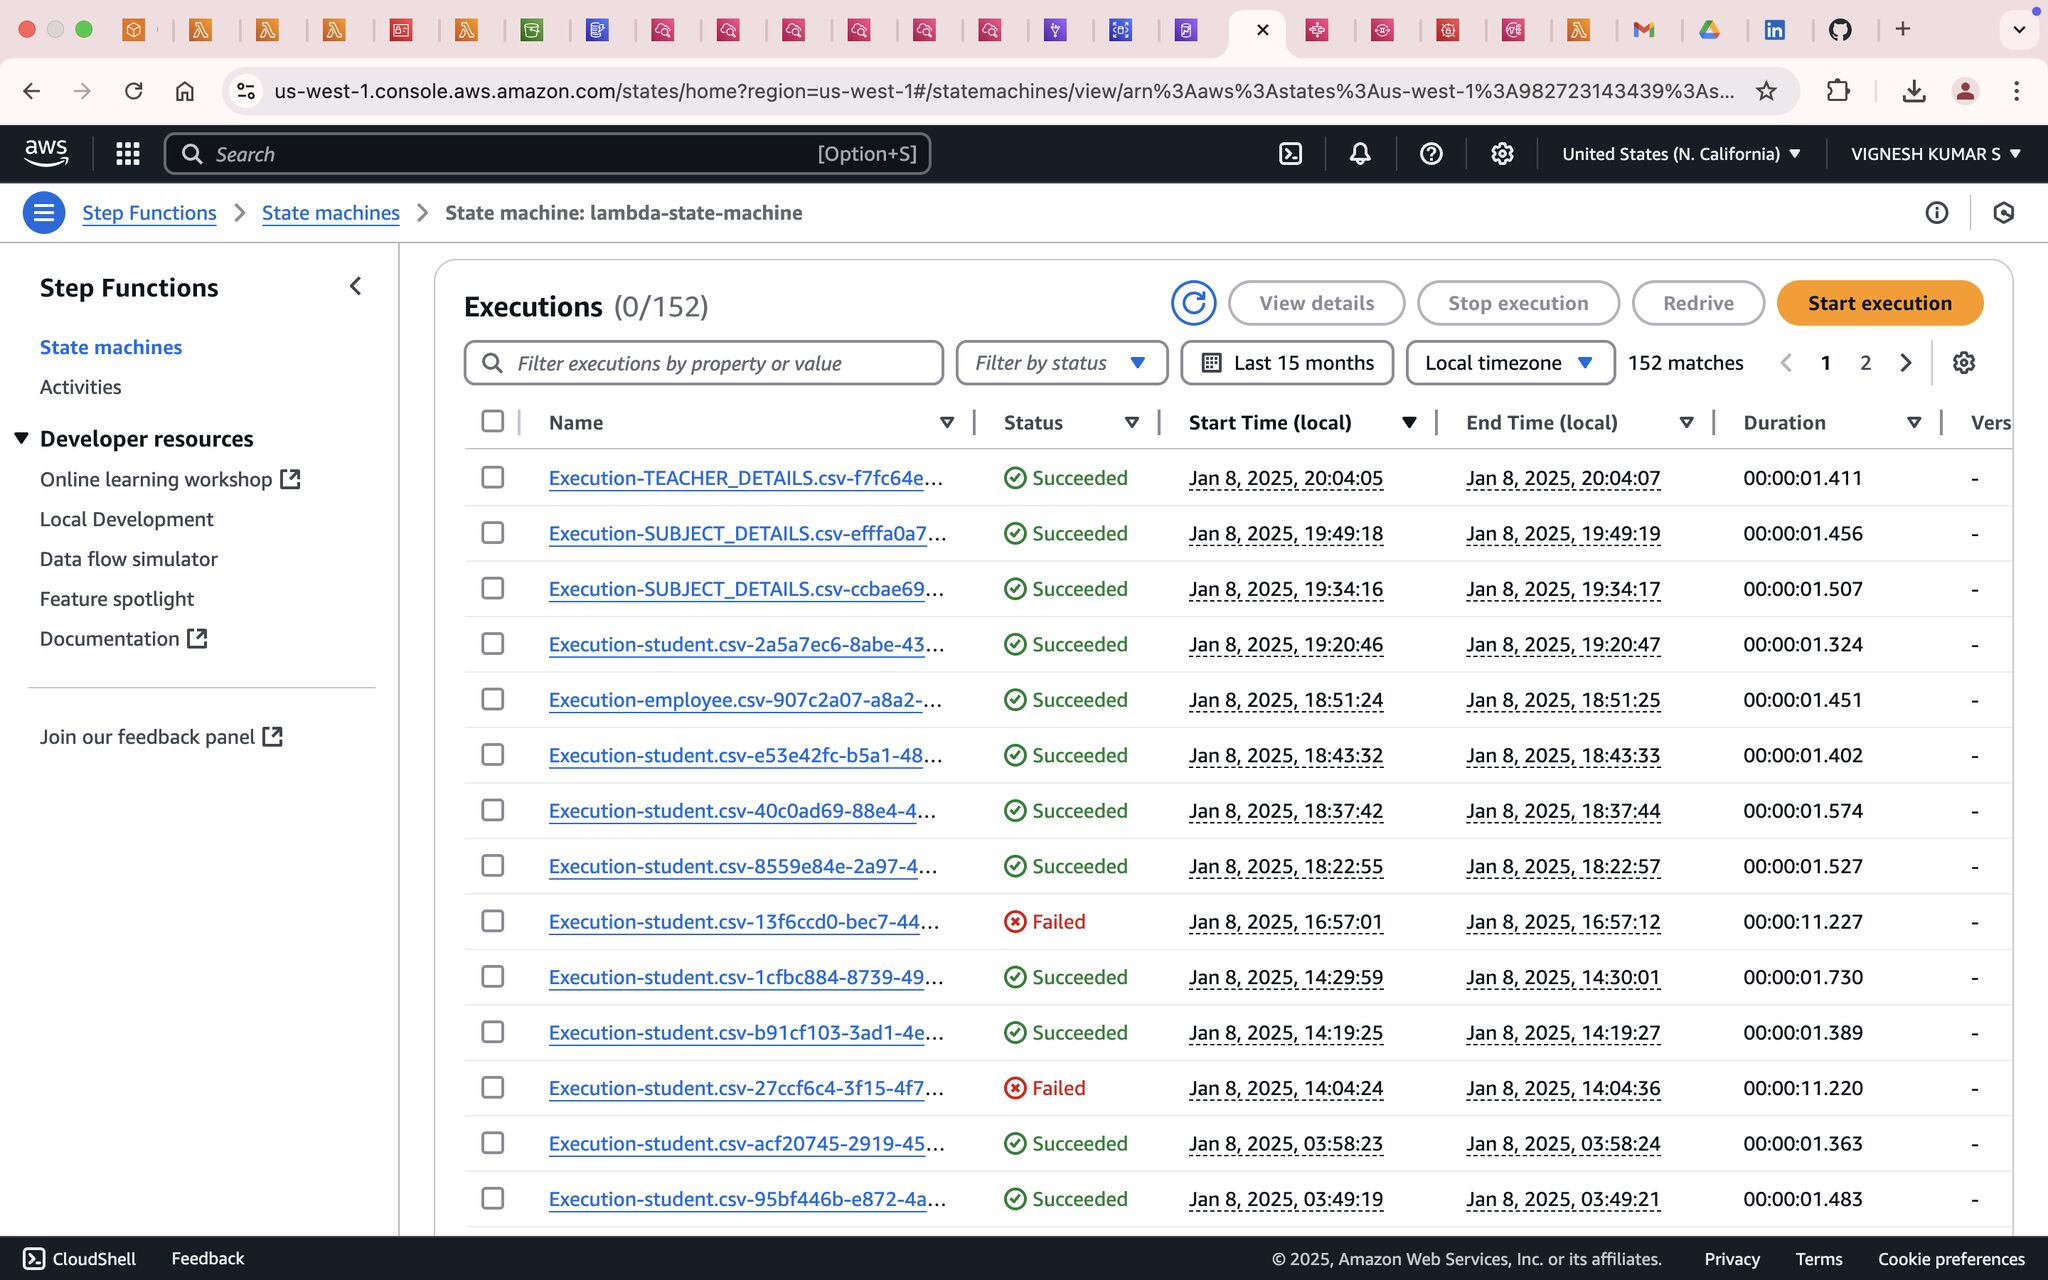 us-west-1.console.aws.amazon.com/states/home?region=us-west-1#/statemachines/view/arn%3Aaws%3Astates%3Aus-west-1%3A982723143439%3As...
aws Search [Option+S] United States (N. California) VIGNESH KUMAR S
Step Functions State machines State machine: lambda-state-machine
Step Functions
State machines
Activities
Developer resources
Online learning workshop
Local Development
Data flow simulator
Feature spotlight
Documentation
Join our feedback panel
Executions (0/152) View details Stop execution Redrive Start execution
Filter executions by property or value Filter by status Last 15 months Local timezone 152 matches 1 2
Name Status Start Time (local) End Time (local) Duration Vers
Execution-TEACHER_DETAILS.csv-f7fc64e... Succeeded Jan 8, 2025, 20:04:05 Jan 8, 2025, 20:04:07 00:00:01.411 -
Execution-SUBJECT_DETAILS.csv-efffa0a7... Succeeded Jan 8, 2025, 19:49:18 Jan 8, 2025, 19:49:19 00:00:01.456 -
Execution-SUBJECT_DETAILS.csv-ccbae69... Succeeded Jan 8, 2025, 19:34:16 Jan 8, 2025, 19:34:17 00:00:01.507 -
Execution-student.csv-2a5a7ec6-8abe-43... Succeeded Jan 8, 2025, 19:20:46 Jan 8, 2025, 19:20:47 00:00:01.324 -
Execution-employee.csv-907c2a07-a8a2-... Succeeded Jan 8, 2025, 18:51:24 Jan 8, 2025, 18:51:25 00:00:01.451 -
Execution-student.csv-e53e42fc-b5a1-48... Succeeded Jan 8, 2025, 18:43:32 Jan 8, 2025, 18:43:33 00:00:01.402 -
Execution-student.csv-40c0ad69-88e4-4... Succeeded Jan 8, 2025, 18:37:42 Jan 8, 2025, 18:37:44 00:00:01.574 -
Execution-student.csv-8559e84e-2a97-4... Succeeded Jan 8, 2025, 18:22:55 Jan 8, 2025, 18:22:57 00:00:01.527 -
Execution-student.csv-13f6ccd0-bec7-44... Failed Jan 8, 2025, 16:57:01 Jan 8, 2025, 16:57:12 00:00:11.227 -
Execution-student.csv-1cfbc884-8739-49... Succeeded Jan 8, 2025, 14:29:59 Jan 8, 2025, 14:30:01 00:00:01.730 -
Execution-student.csv-b91cf103-3ad1-4e... Succeeded Jan 8, 2025, 14:19:25 Jan 8, 2025, 14:19:27 00:00:01.389 -
Execution-student.csv-27ccf6c4-3f15-4f7... Failed Jan 8, 2025, 14:04:24 Jan 8, 2025, 14:04:36 00:00:11.220 -
Execution-student.csv-acf20745-2919-45... Succeeded Jan 8, 2025, 03:58:23 Jan 8, 2025, 03:58:24 00:00:01.363 -
Execution-student.csv-95bf446b-e872-4a... Succeeded Jan 8, 2025, 03:49:19 Jan 8, 2025, 03:49:21 00:00:01.483 -
CloudShell Feedback © 2025, Amazon Web Services, Inc. or its affiliates. Privacy Terms Cookie preferences